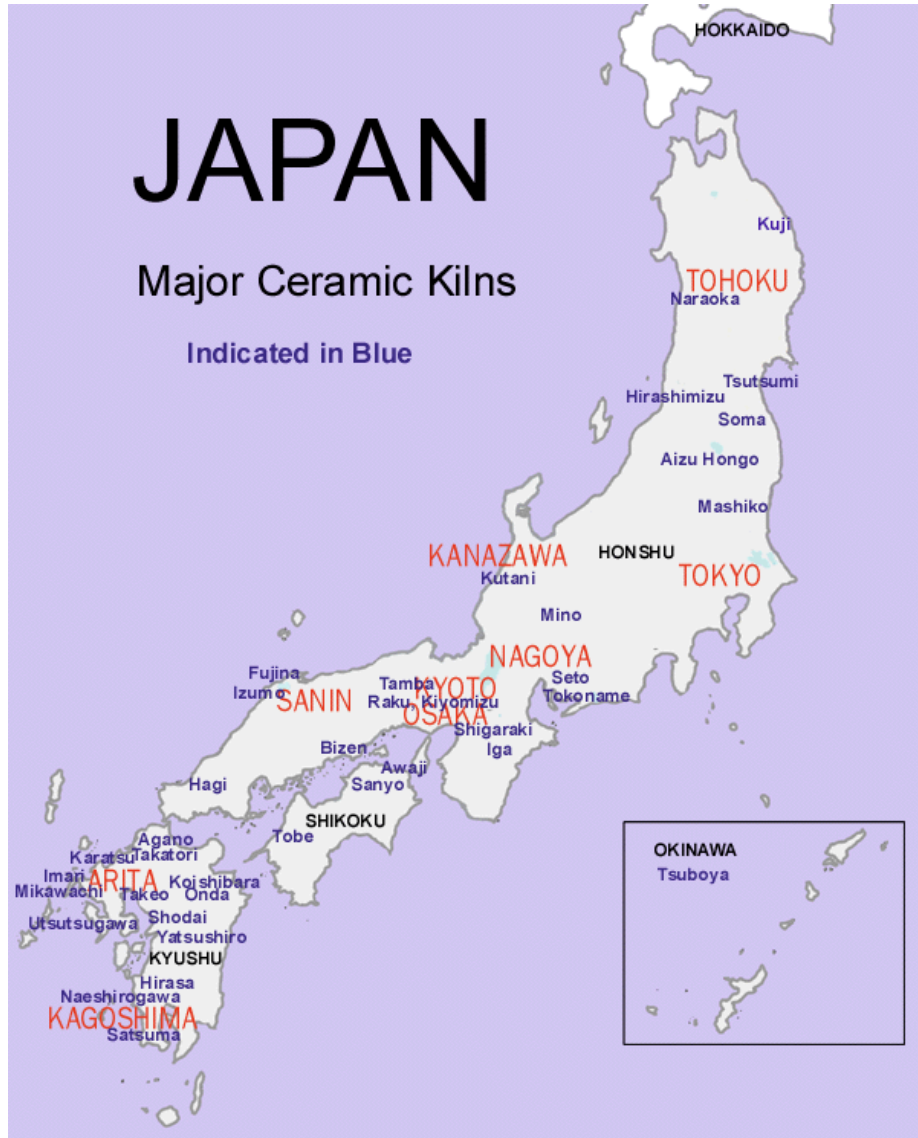 HOKKAIDO
JAPAN
Kuji
Major Ceramic Kilns
TOHOKU
Naraoka
Indicated in Blue
Tsutsumi
Hirashimizu
Soma
Aizu Hongo
Mashiko
KANAZAWA
HONSHU
Kutani
TOKYO
Mino
NAGOYA
Fujina
Seto
Izumo
SANIN
Tamba
KYOTO
Tokoname
Raku, Kiyomizu
OSAKA
Shigaraki
Iga
Bizen
Awaji
Hagi
Sanyo
SHIKOKU
Tobe
Agano
Karatsu
Takatori
OKINAWA
Imari
ARITA
Koishibara
Tsuboya
Mikawachi
Takeo
Onda
Utsutsugawa
Shodai
Yatsushiro
KYUSHU
Hirasa
Naeshirogawa
KAGOSHIMA
Satsuma